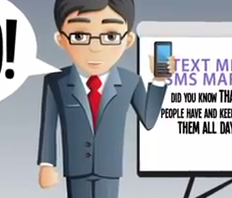 O!
TEXT ME
SMS MAR
DID YOU KNOW THA
PEOPLE HAVE AND KEE
THEM ALL DAY